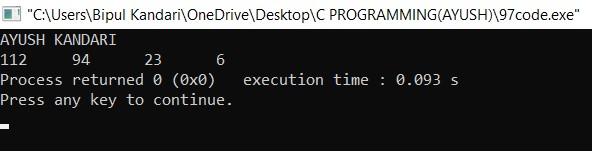 "C:\Users\Bipul Kandari\OneDrive\Desktop\C PROGRAMMING(AYUSH)\97code.exe"
AYUSH KANDARI
112     94      23      6
Process returned 0 (0x0)   execution time : 0.093 s
Press any key to continue.